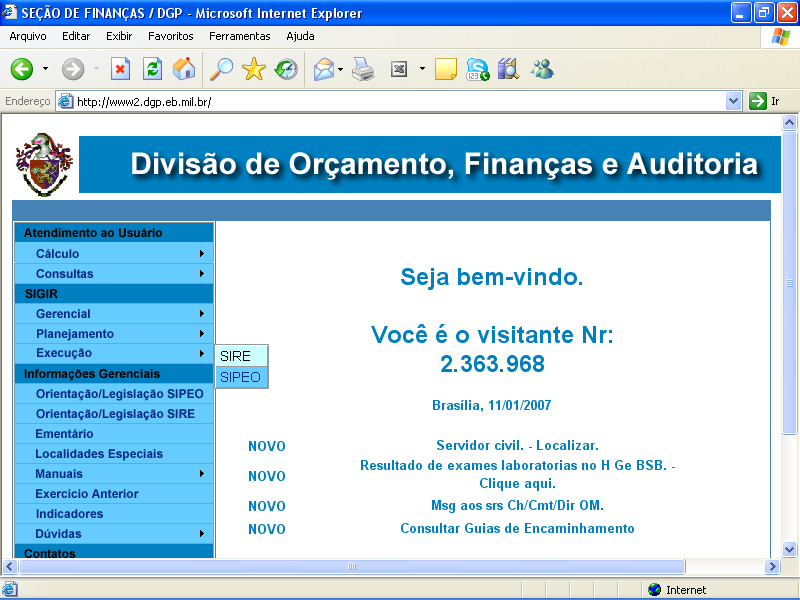 SEÇÃO DE FINANÇAS / DGP - Microsoft Internet Explorer
Arquivo Editar Exibir Favoritos Ferramentas Ajuda
Endereço http://www2.dgp.eb.mil.br/ Ir
Divisão de Orçamento, Finanças e Auditoria
Atendimento ao Usuário
Cálculo
Consultas
SIGIR
Gerencial
Planejamento
Execução
SIRE
SIPEO
Informações Gerenciais
Orientação/Legislação SIPEO
Orientação/Legislação SIRE
Ementário
Localidades Especiais
Manuais
Exercício Anterior
Indicadores
Dúvidas
Contatos
Seja bem-vindo.
Você é o visitante Nr:
2.363.968
Brasília, 11/01/2007
NOVO Servidor civil. - Localizar.
NOVO Resultado de exames laboratorias no H Ge BSB. -
Clique aqui.
NOVO Msg aos srs Ch/Cmt/Dir OM.
NOVO Consultar Guias de Encaminhamento
Internet